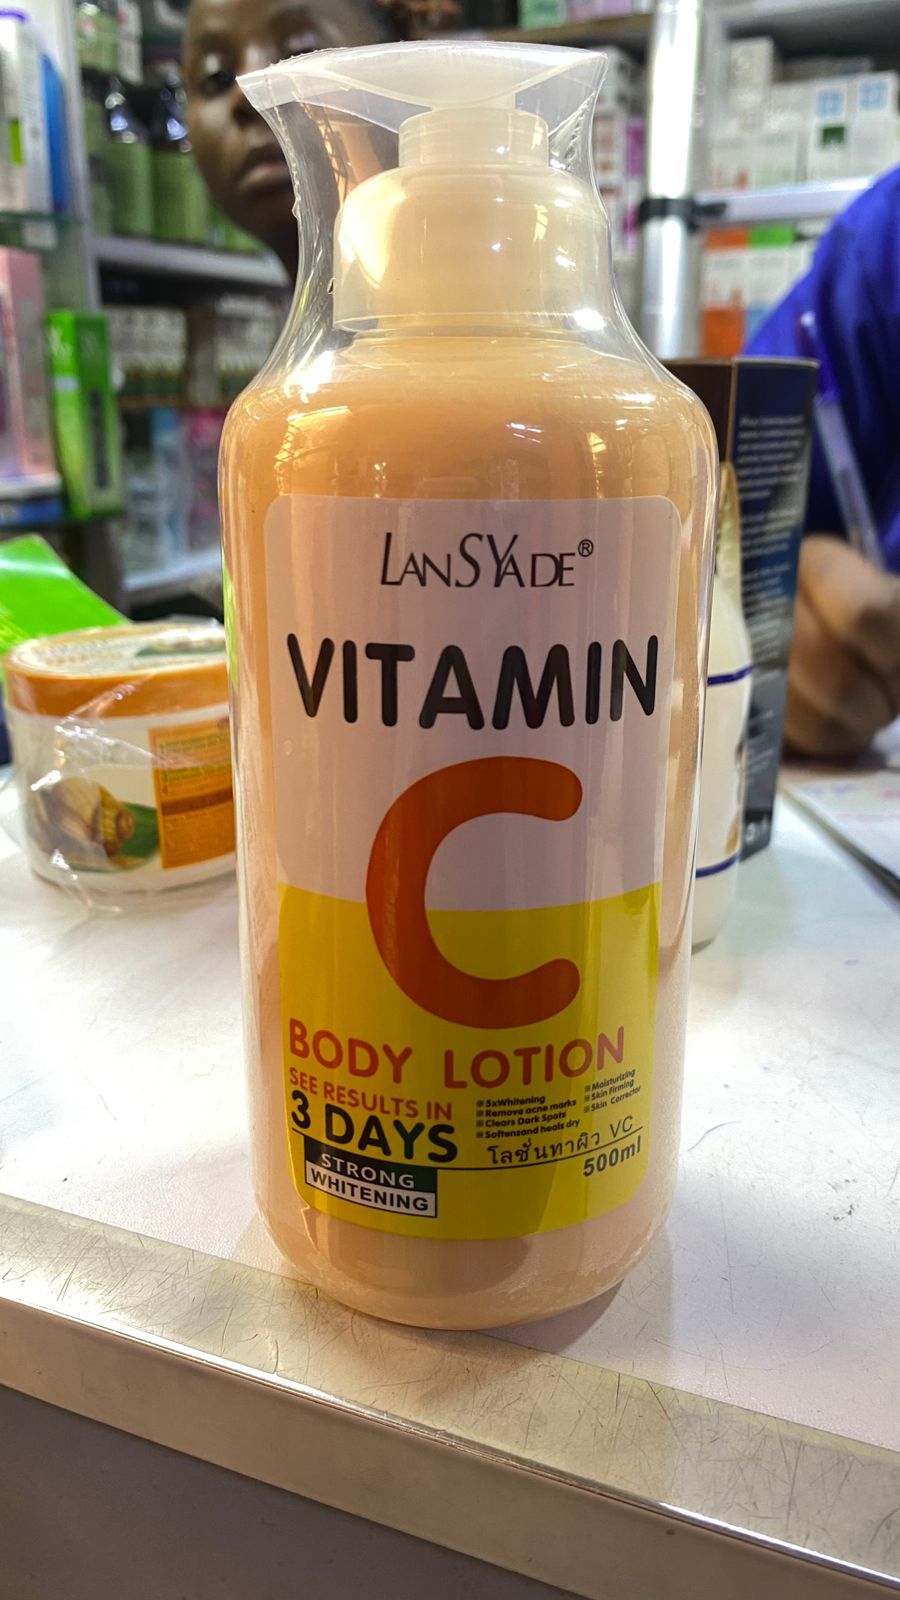 LANSYADE®
VITAMIN
C
BODY LOTION
SEE RESULTS IN
3 DAYS
STRONG
WHITENING
5xWhitening
Remove acne marks
Clears Dark Spots
Softensand heals dry
Moisturizing
Skin Firming
Skin Corrector
โลชั่นทาผิว VC
500ml